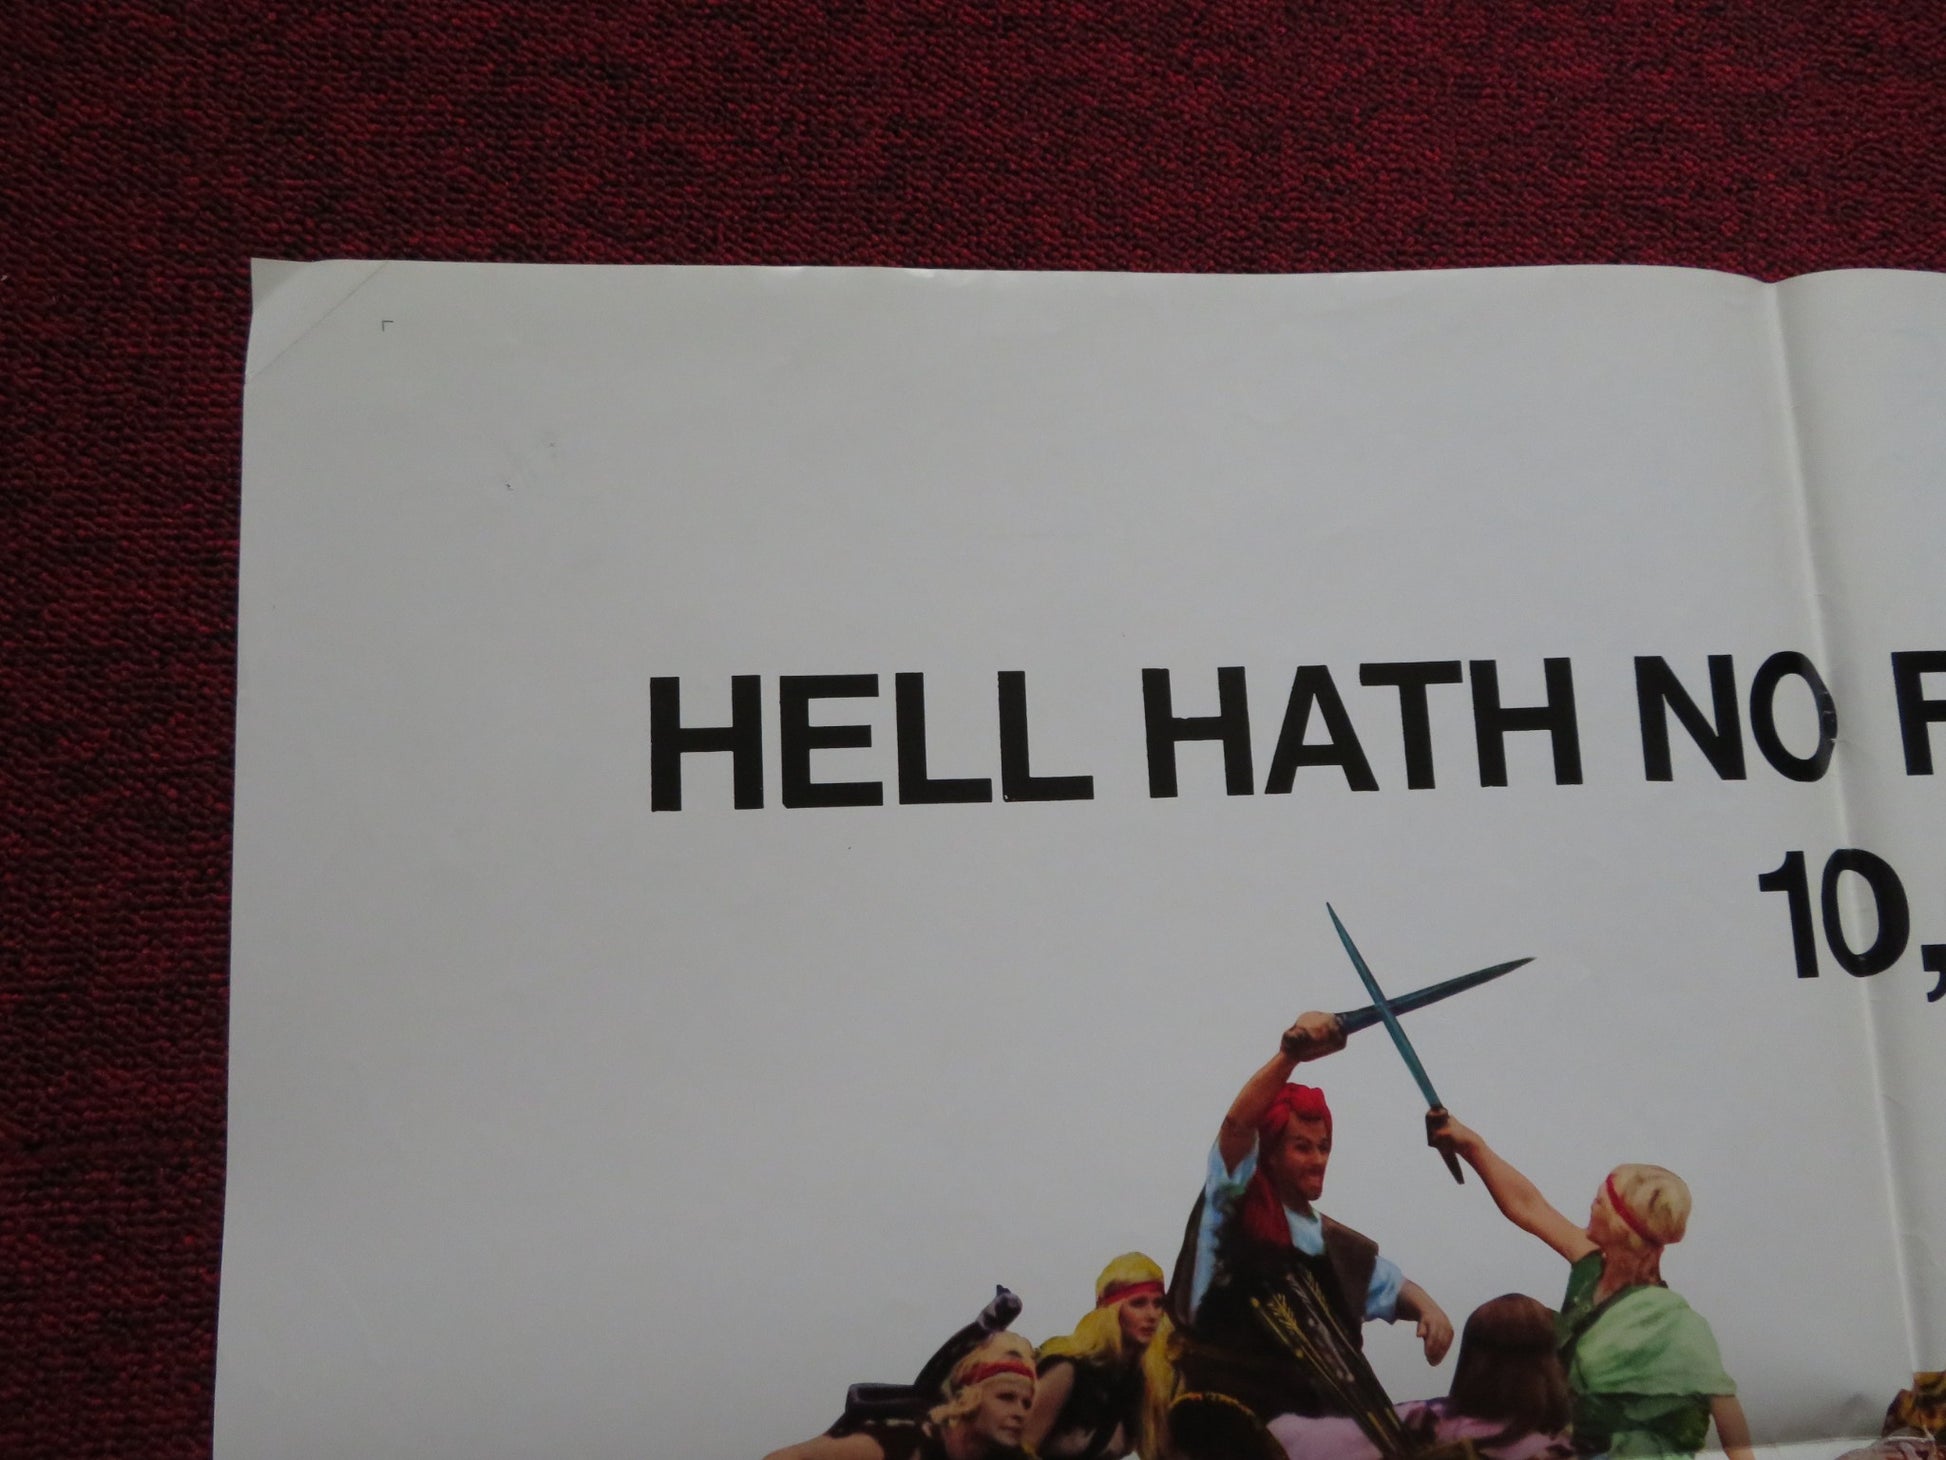 HELL HATH NO F
10,